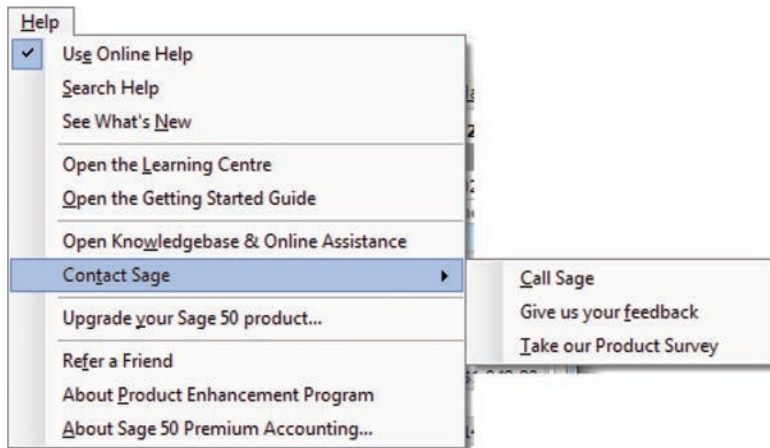 Help
Use Online Help
Search Help
See What's New
Open the Learning Centre
Open the Getting Started Guide
Open Knowledgebase & Online Assistance
Contact Sage
Call Sage
Give us your feedback
Take our Product Survey
Upgrade your Sage 50 product...
Refer a Friend
About Product Enhancement Program
About Sage 50 Premium Accounting...